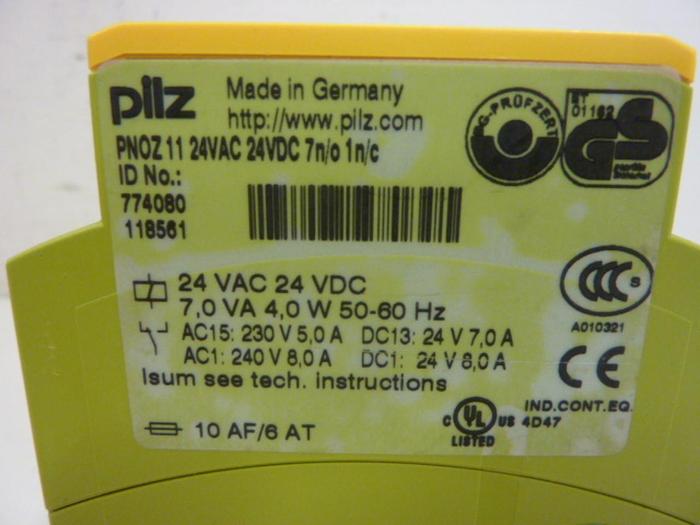 pilz
Made in Germany
http://www.pilz.com
PNOZ 11 24VAC 24VDC 7n/o 1n/c
ID No.:
774080
118561
BG-PRÜFZERT
ET
01162
GS
geprüfte
Sicherheit
24 VAC 24 VDC
7,0 VA 4,0 W 50-60 Hz
AC15: 230 V 5,0 A DC13: 24 V 7,0 A
AC1: 240 V 8,0 A DC1: 24 V 8,0 A
Isum see tech. instructions
10 AF/6 AT
CCC S
A010321
CE
C UL US
LISTED
IND.CONT.EQ.
4D47